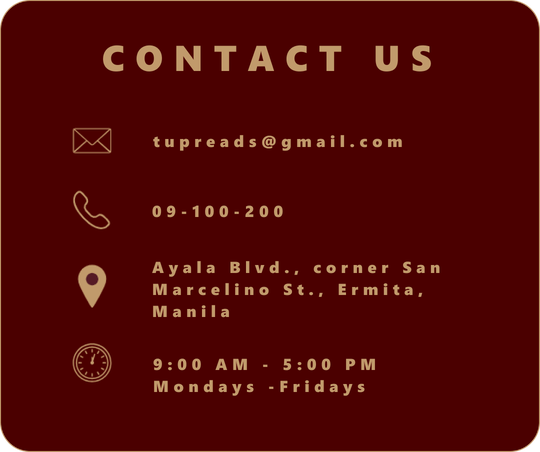 CONTACT US
tupreads@gmail.com
09-100-200
Ayala Blvd., corner San
Marcelino St., Ermita,
Manila
9:00 AM - 5:00 PM
Mondays -Fridays